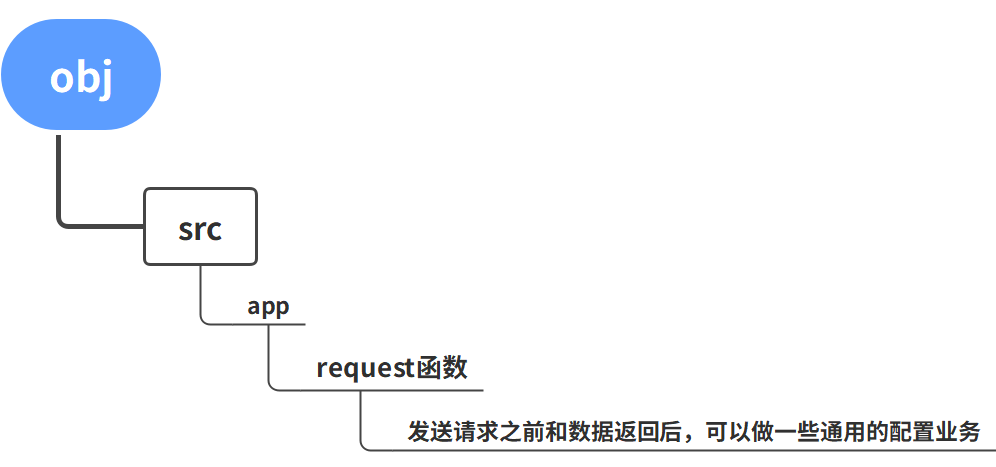 obj
src
app
request函数
发送请求之前和数据返回后，可以做一些通用的配置业务